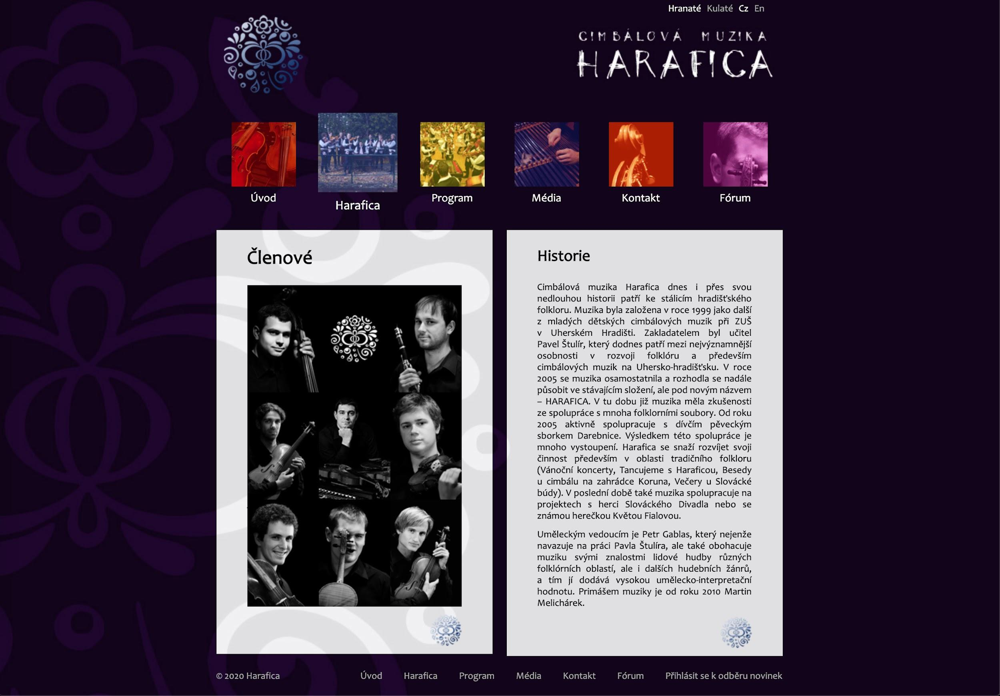 Hranaté Kulaté Cz En
CIMBÁLOVÁ MUZIKA
HARAFICA
Úvod
Harafica
Program
Média
Kontakt
Fórum
Členové
Historie
Cimbálová muzika Harafica dnes i přes svou
nedlouhou historii patří ke stálicím hradišťského
folkloru. Muzika byla založena v roce 1999 jako další
z mladých dětských cimbálových muzik při ZUŠ
v Uherském Hradišti. Zakladatelem byl učitel
Pavel Štulír, který dodnes patří mezi nejvýznamnější
osobnosti v rozvoji folklóru a především
cimbálových muzik na Uhersko-hradišťsku. V roce
2005 se muzika osamostatnila a rozhodla se nadále
působit ve stávajícím složení, ale pod novým názvem
– HARAFICA. V tu dobu již muzika měla zkušenosti
ze spolupráce s mnoha folklorními soubory. Od roku
2005 aktivně spolupracuje s dívčím pěveckým
sborkem Darebnice. Výsledkem této spolupráce je
mnoho vystoupení. Harafica se snaží rozvíjet svoji
činnost především v oblasti tradičního folkloru
(Vánoční koncerty, Tancujeme s Haraficou, Besedy
u cimbálu na zahrádce Koruna, Večery u Slovácké
búdy). V poslední době také muzika spolupracuje na
projektech s herci Slováckého Divadla nebo se
známou herečkou Květou Fialovou.
Uměleckým vedoucím je Petr Gablas, který nejenže
navazuje na práci Pavla Štulíra, ale také obohacuje
muziku svými znalostmi lidové hudby různých
folklórních oblastí, ale i dalších hudebních žánrů,
a tím jí dodává vysokou umělecko-interpretační
hodnotu. Primášem muziky je od roku 2010 Martin
Melichárek.
© 2020 Harafica Úvod Harafica Program Média Kontakt Fórum Přihlásit se k odběru novinek